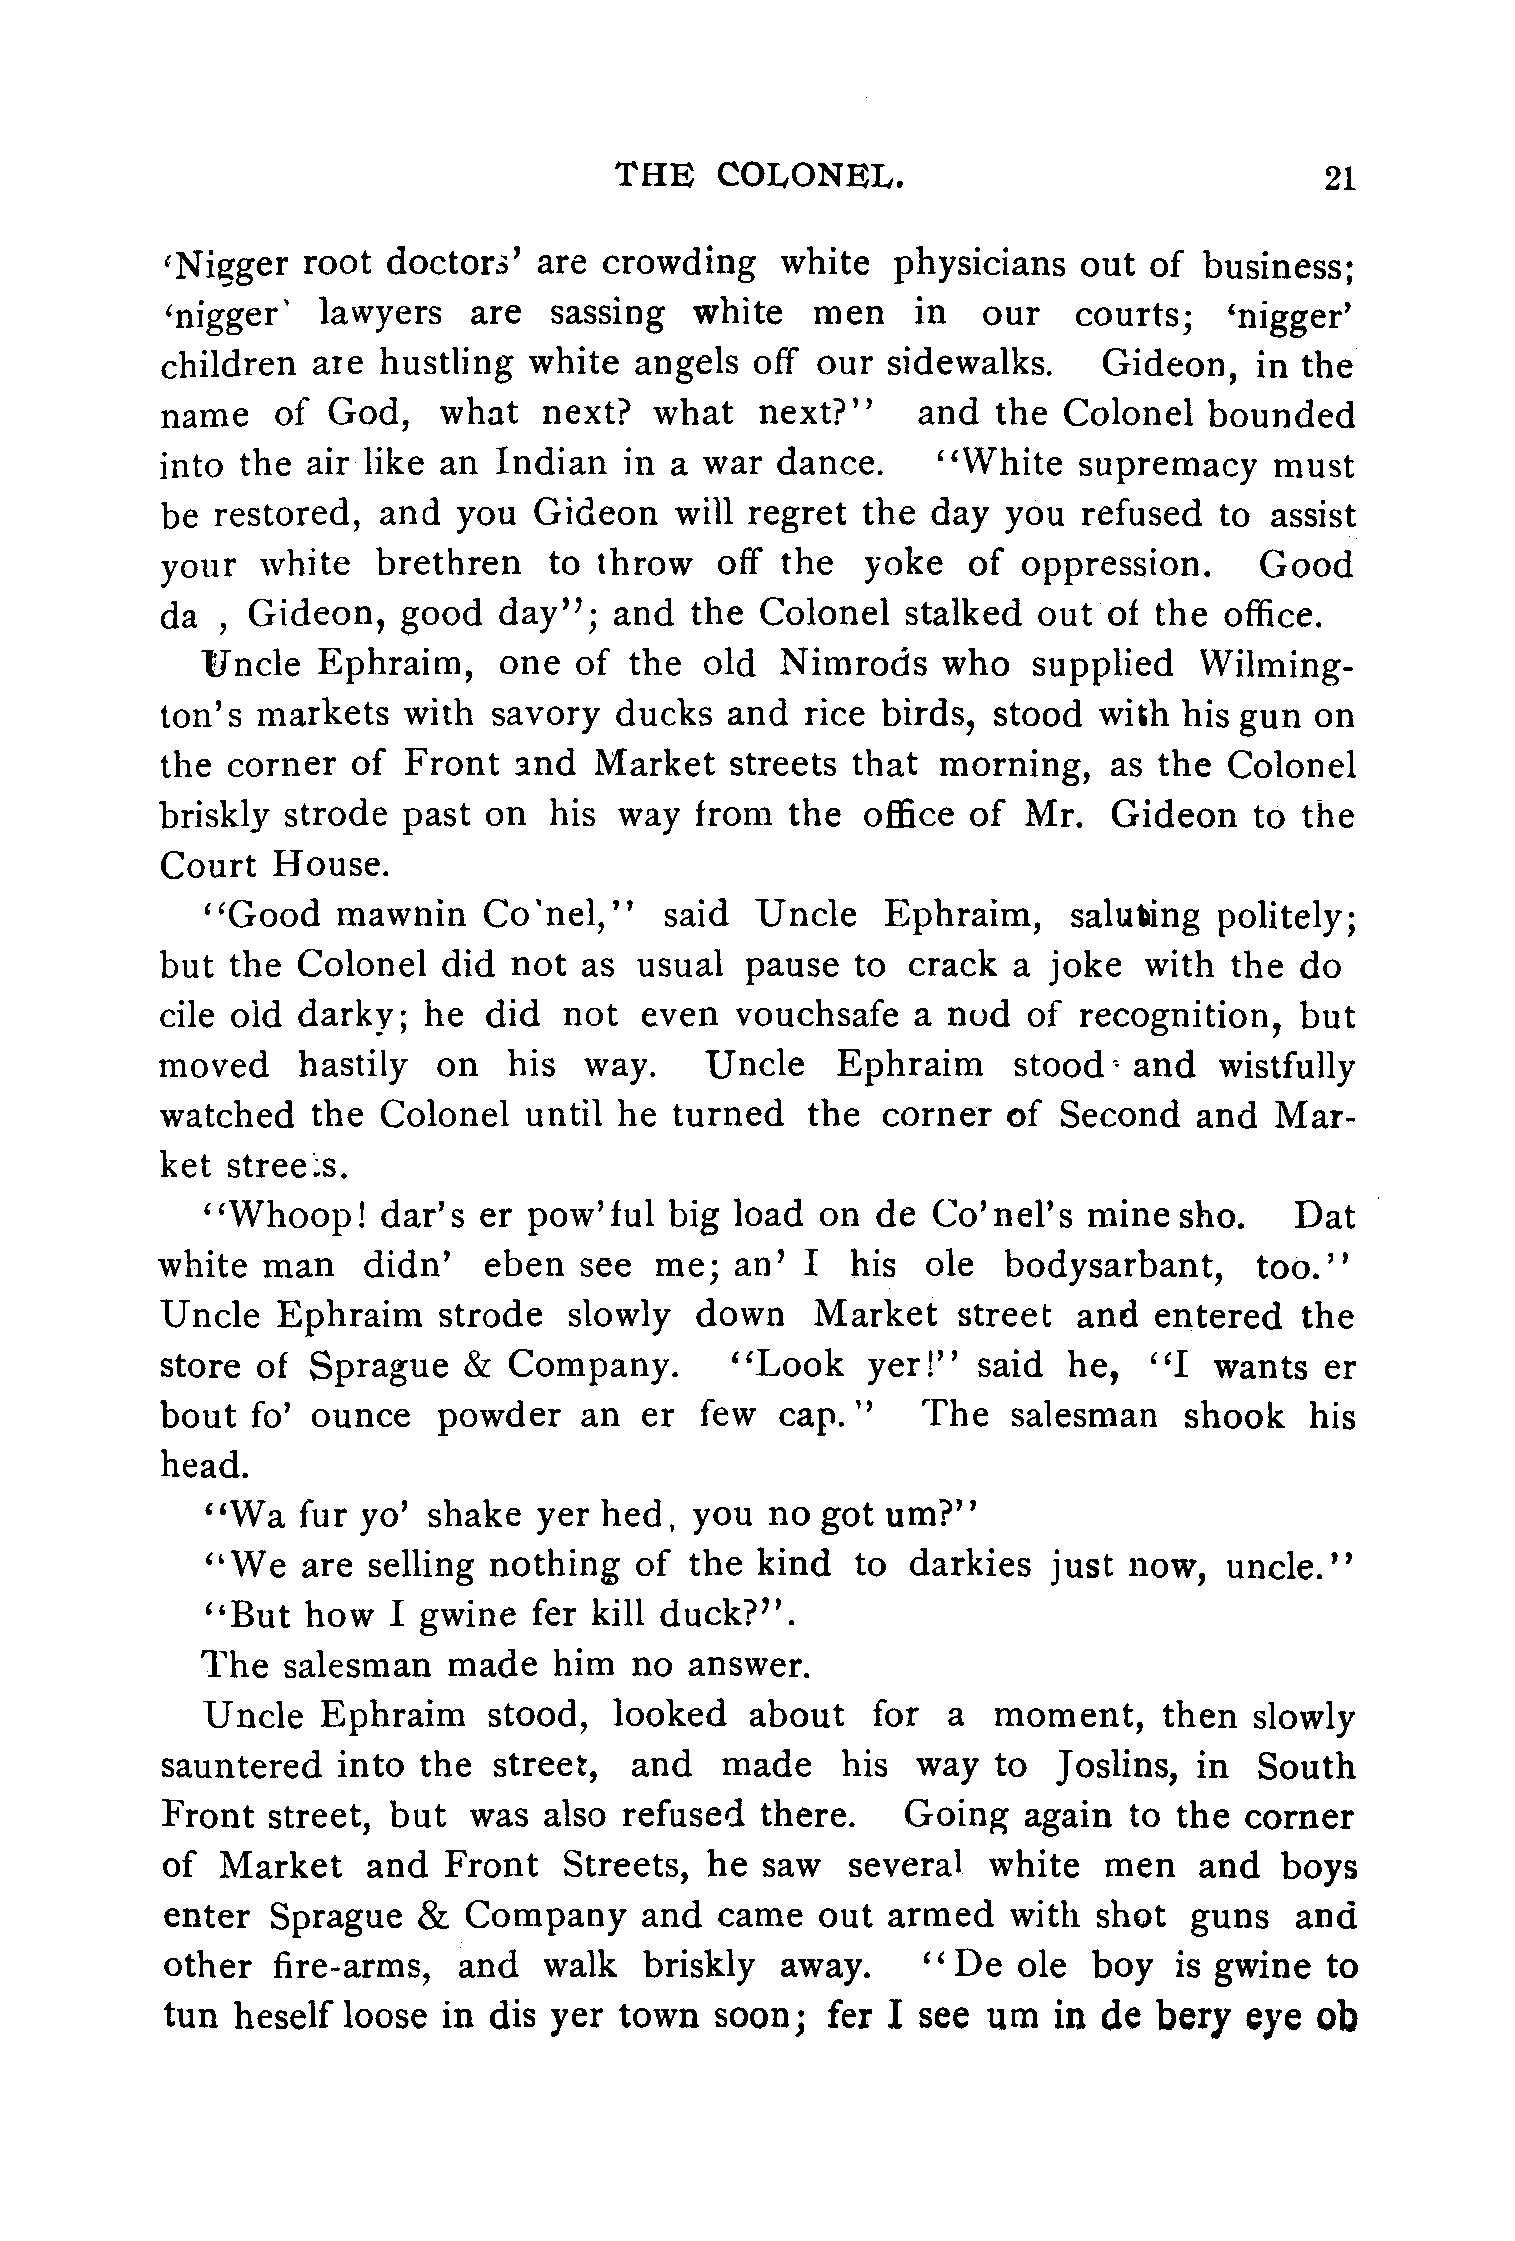 THE COLONEL. 21
'Nigger root doctors' are crowding white physicians out of business;
'nigger' lawyers are sassing white men in our courts; 'nigger'
children are hustling white angels off our sidewalks. Gideon, in the
name of God, what next? what next?" and the Colonel bounded
into the air like an Indian in a war dance. "White supremacy must
be restored, and you Gideon will regret the day you refused to assist
your white brethren to throw off the yoke of oppression. Good
da , Gideon, good day"; and the Colonel stalked out of the office.
Uncle Ephraim, one of the old Nimrods who supplied Wilming-
ton's markets with savory ducks and rice birds, stood with his gun on
the corner of Front and Market streets that morning, as the Colonel
briskly strode past on his way from the office of Mr. Gideon to the
Court House.
"Good mawnin Co'nel," said Uncle Ephraim, saluting politely;
but the Colonel did not as usual pause to crack a joke with the do
cile old darky; he did not even vouchsafe a nod of recognition, but
moved hastily on his way. Uncle Ephraim stood and wistfully
watched the Colonel until he turned the corner of Second and Mar-
ket streets.
"Whoop! dar's er pow'ful big load on de Co'nel's mine sho. Dat
white man didn' eben see me; an' I his ole bodysarbant, too."
Uncle Ephraim strode slowly down Market street and entered the
store of Sprague & Company. "Look yer!" said he, "I wants er
bout fo' ounce powder an er few cap." The salesman shook his
head.
"Wa fur yo' shake yer hed, you no got um?"
"We are selling nothing of the kind to darkies just now, uncle."
"But how I gwine fer kill duck?".
The salesman made him no answer.
Uncle Ephraim stood, looked about for a moment, then slowly
sauntered into the street, and made his way to Joslins, in South
Front street, but was also refused there. Going again to the corner
of Market and Front Streets, he saw several white men and boys
enter Sprague & Company and came out armed with shot guns and
other fire-arms, and walk briskly away. "De ole boy is gwine to
tun heself loose in dis yer town soon; fer I see um in de bery eye ob